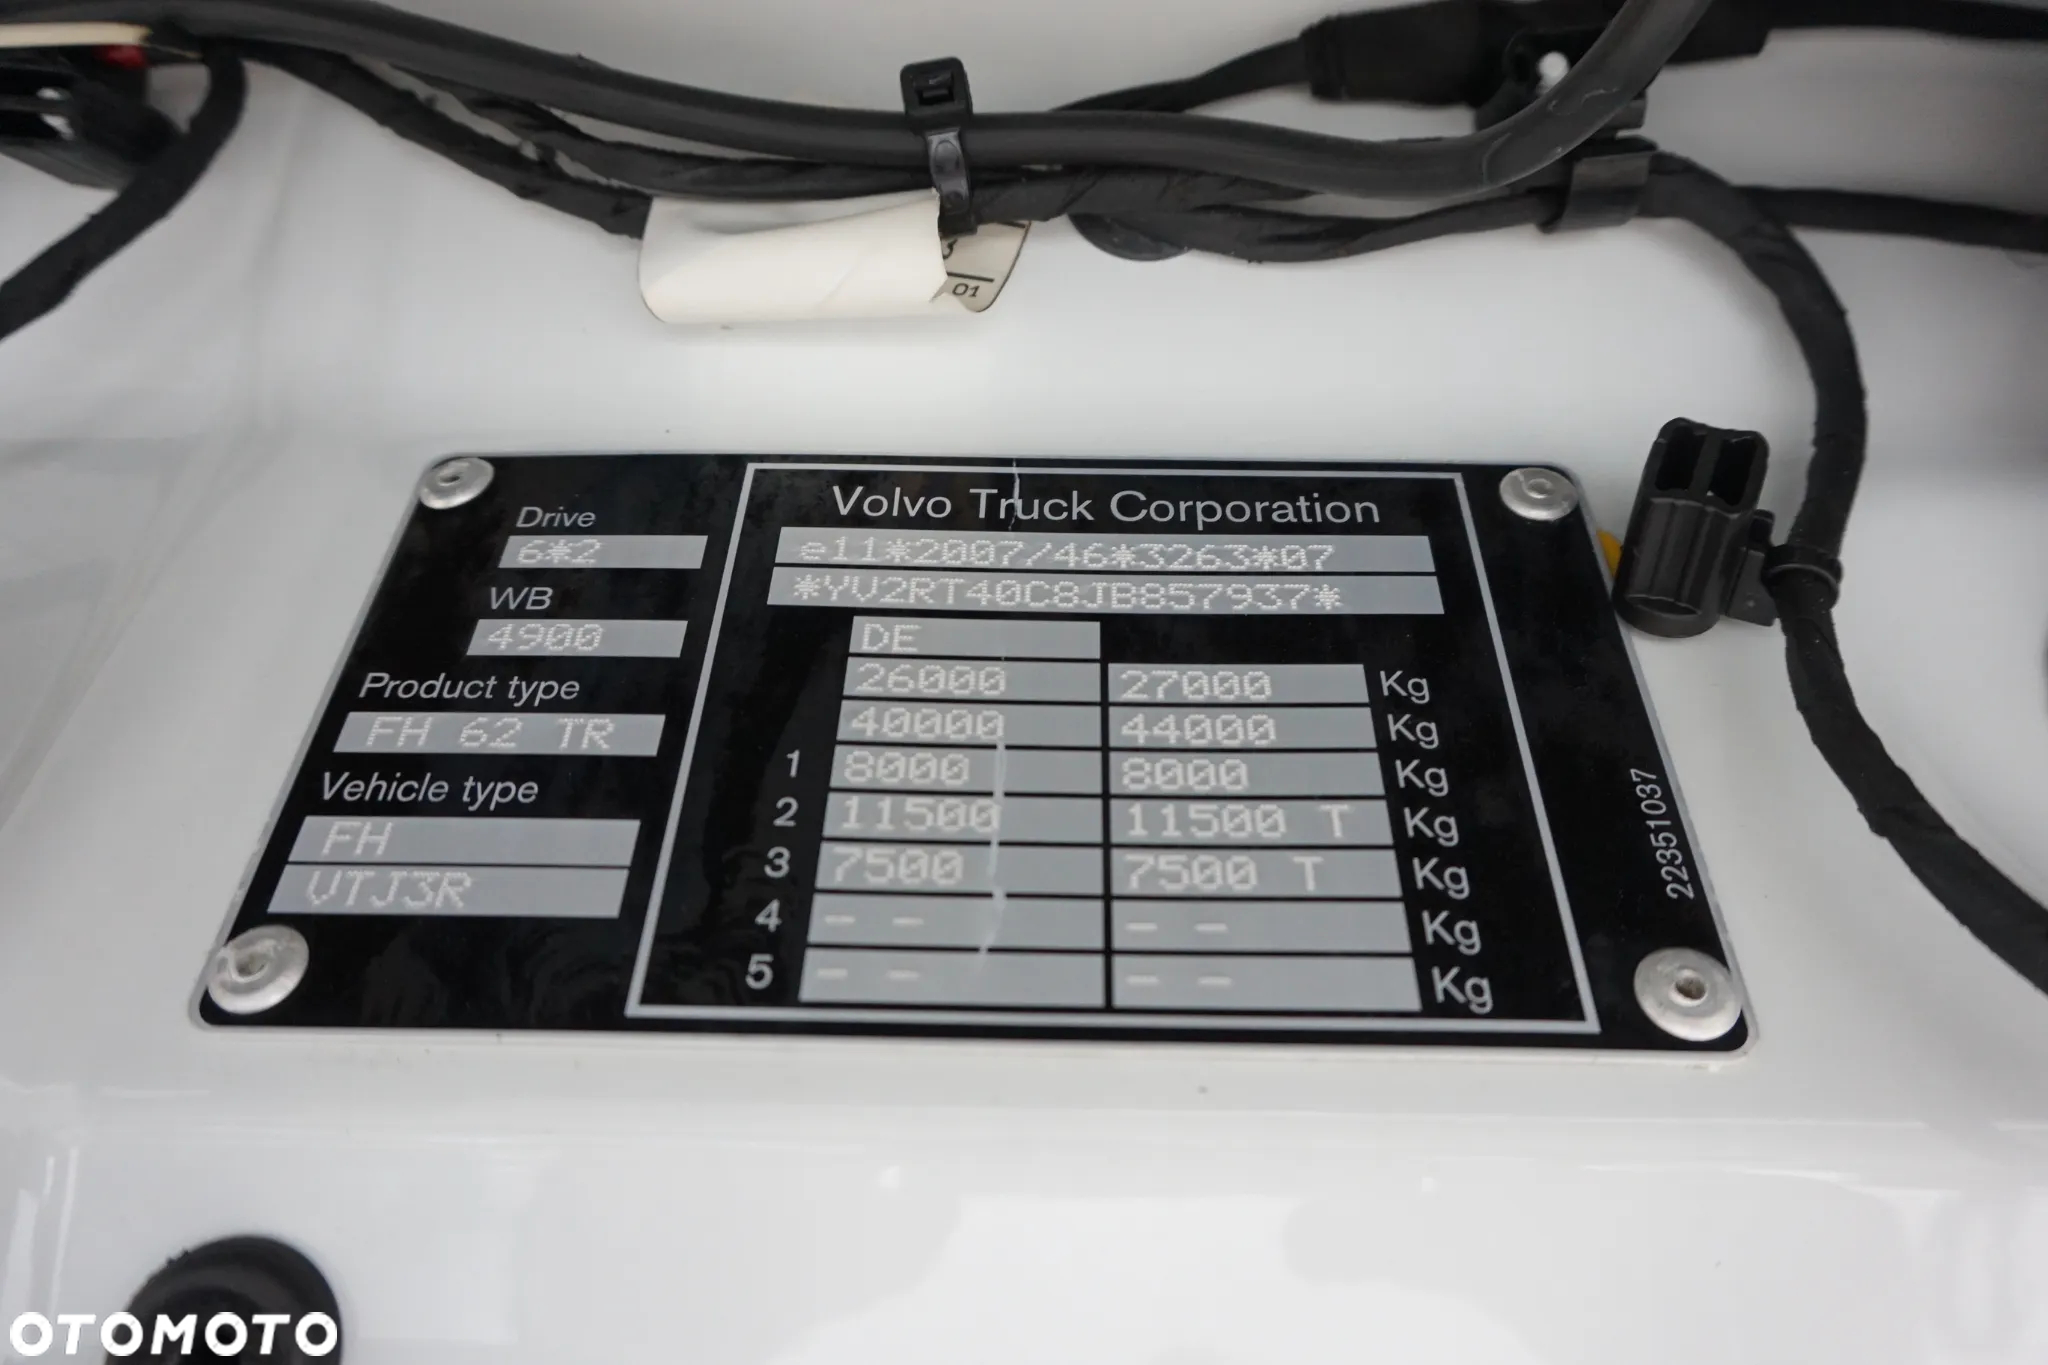 3
01
Drive
6*2
WB
4900
Product type
FH 62 TR
Vehicle type
FH
VTJ3R
Volvo Truck Corporation
e11*2007/46*3263*07
*YV2RT40C8JB857937*
DE
26000 27000 Kg
40000 44000 Kg
1 8000 8000 Kg
2 11500 11500 T Kg
3 7500 7500 T Kg
4 - - - - Kg
5 - - - - Kg
22351037
OTOMOTO